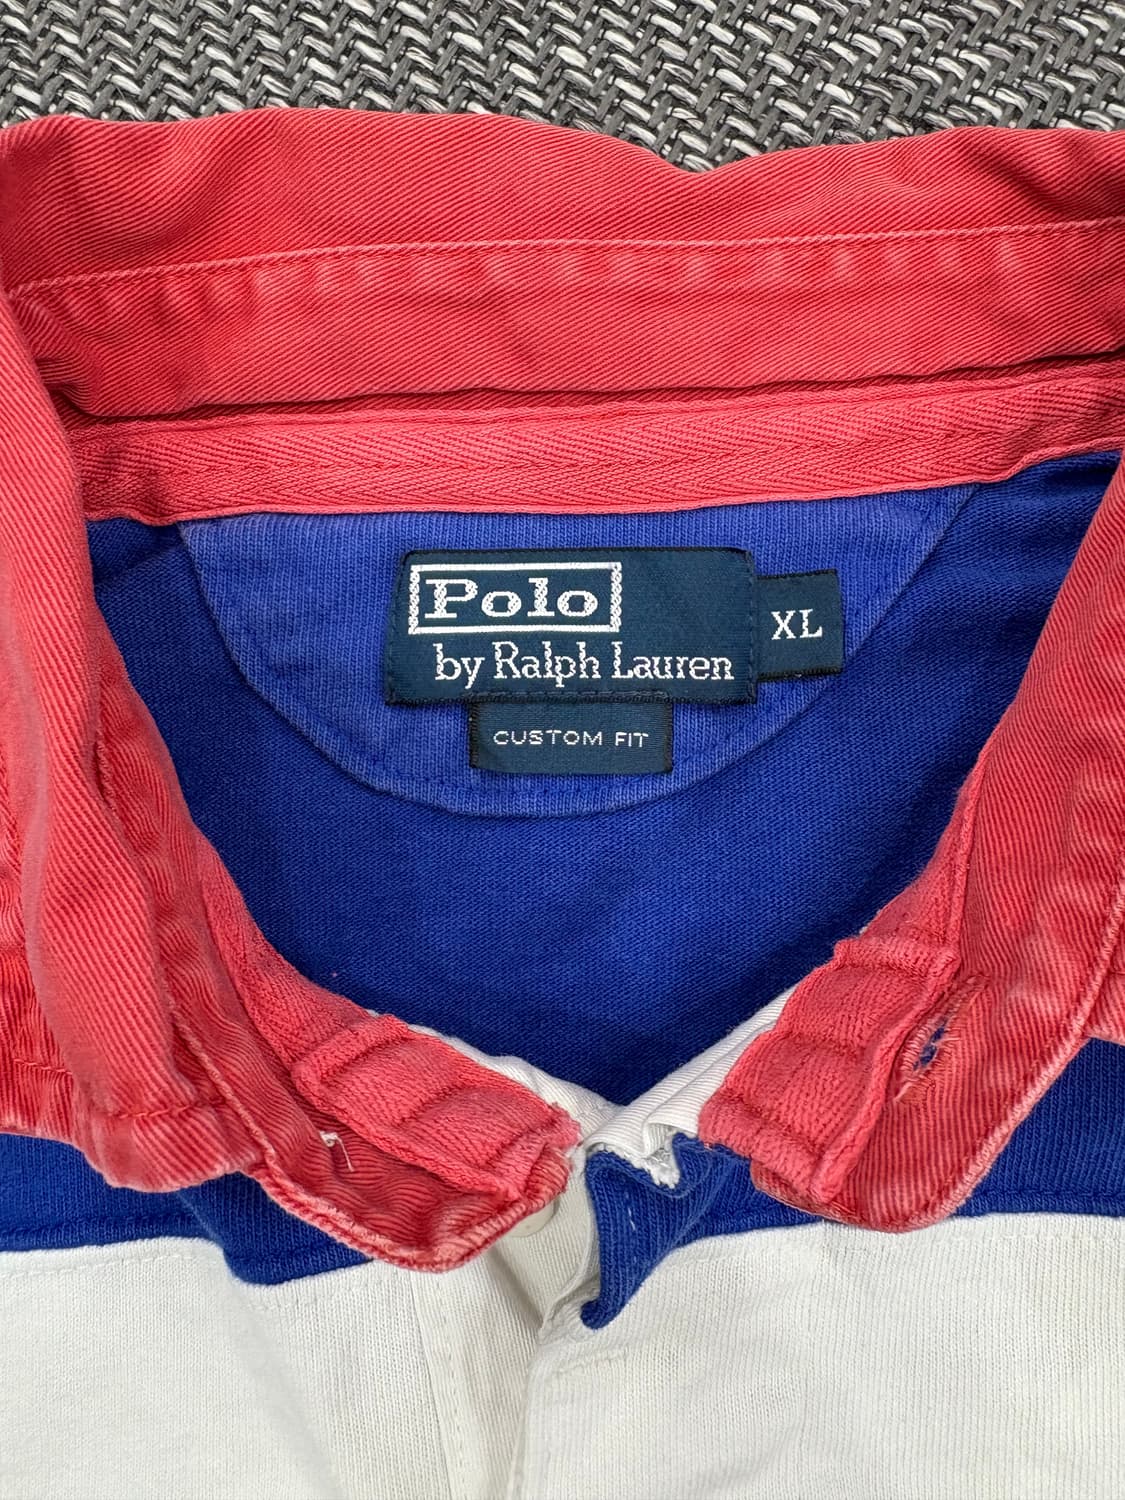 Polo
by Ralph Lauren
XL
CUSTOM FIT